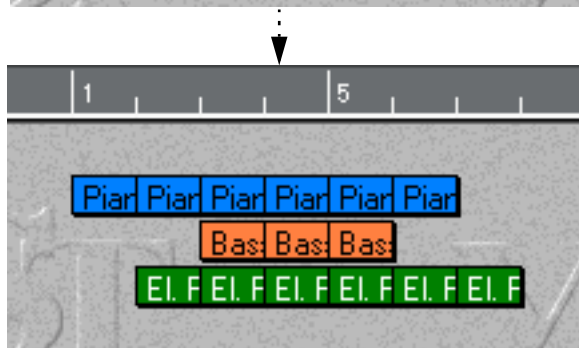 1 5
Piar Piar Piar Piar Piar Piar
Bas Bas Bas
El. F El. F El. F El. F El. F El. F